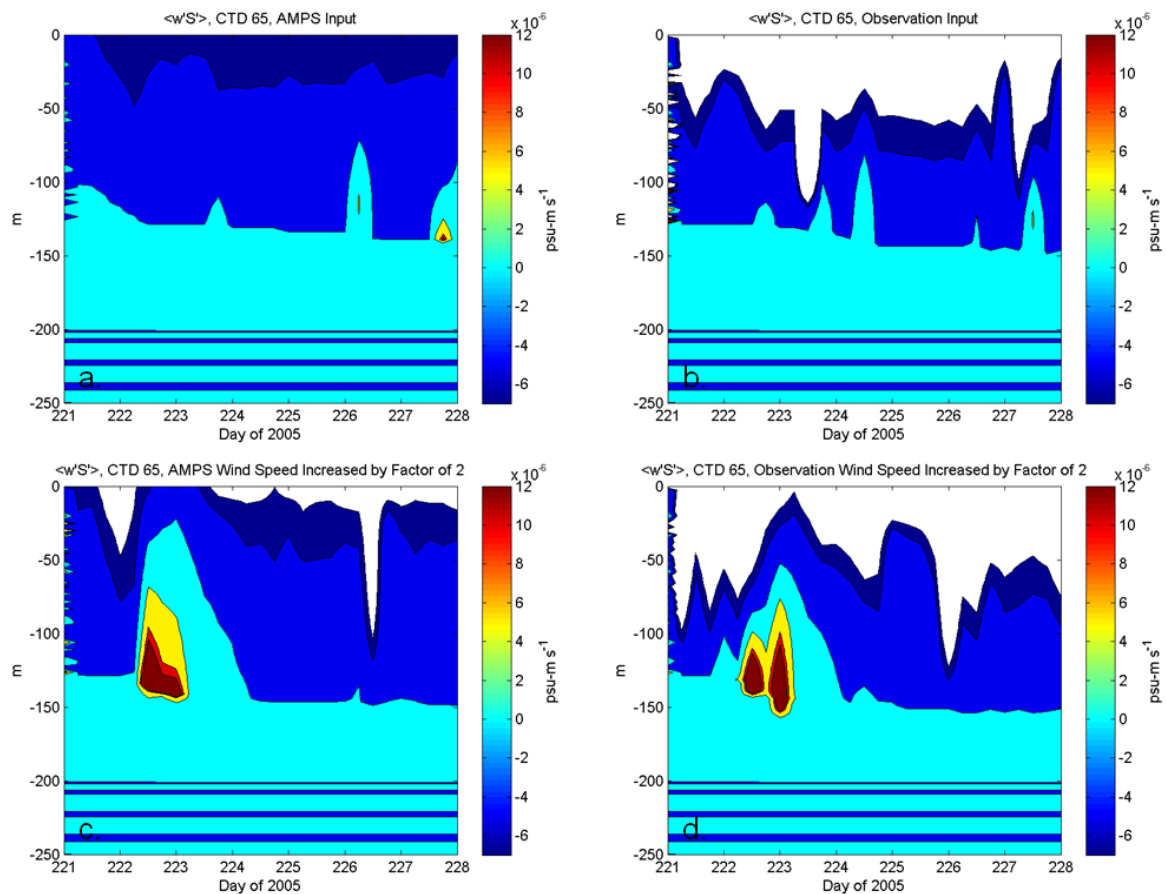 <w'S'>, CTD 65, AMPS Input
x 10⁻⁶
0
-50
-100
-150
-200
-250
m
221 222 223 224 225 226 227 228
Day of 2005
a.
12
10
8
6
4
2
0
-2
-4
-6
psu-m s⁻¹
<w'S'>, CTD 65, Observation Input
x 10⁻⁶
0
-50
-100
-150
-200
-250
m
221 222 223 224 225 226 227 228
Day of 2005
b.
12
10
8
6
4
2
0
-2
-4
-6
psu-m s⁻¹
<w'S'>, CTD 65, AMPS Wind Speed Increased by Factor of 2
x 10⁻⁶
0
-50
-100
-150
-200
-250
m
221 222 223 224 225 226 227 228
Day of 2005
c.
12
10
8
6
4
2
0
-2
-4
-6
psu-m s⁻¹
<w'S'>, CTD 65, Observation Wind Speed Increased by Factor of 2
x 10⁻⁶
0
-50
-100
-150
-200
-250
m
221 222 223 224 225 226 227 228
Day of 2005
d.
12
10
8
6
4
2
0
-2
-4
-6
psu-m s⁻¹